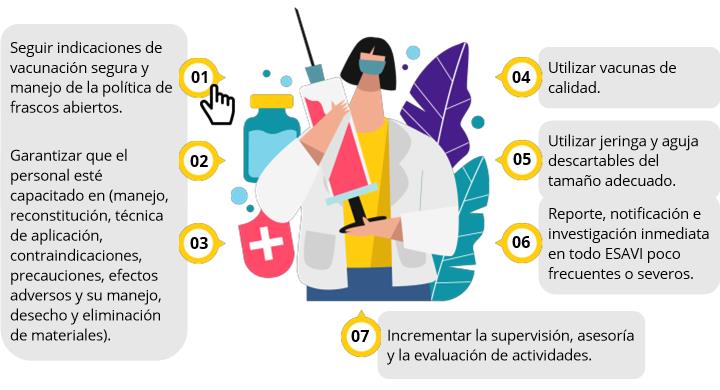 Seguir indicaciones de
vacunación segura y
manejo de la política de
frascos abiertos.
01
02
Garantizar que el
personal esté
capacitado en (manejo,
reconstitución, técnica
de aplicación,
contraindicaciones,
precauciones, efectos
adversos y su manejo,
desecho y eliminación
de materiales).
03
04
Utilizar vacunas de
calidad.
05
Utilizar jeringa y aguja
descartables del
tamaño adecuado.
06
Reporte, notificación e
investigación inmediata
en todo ESAVI poco
frecuentes o severos.
07
Incrementar la supervisión, asesoría
y la evaluación de actividades.